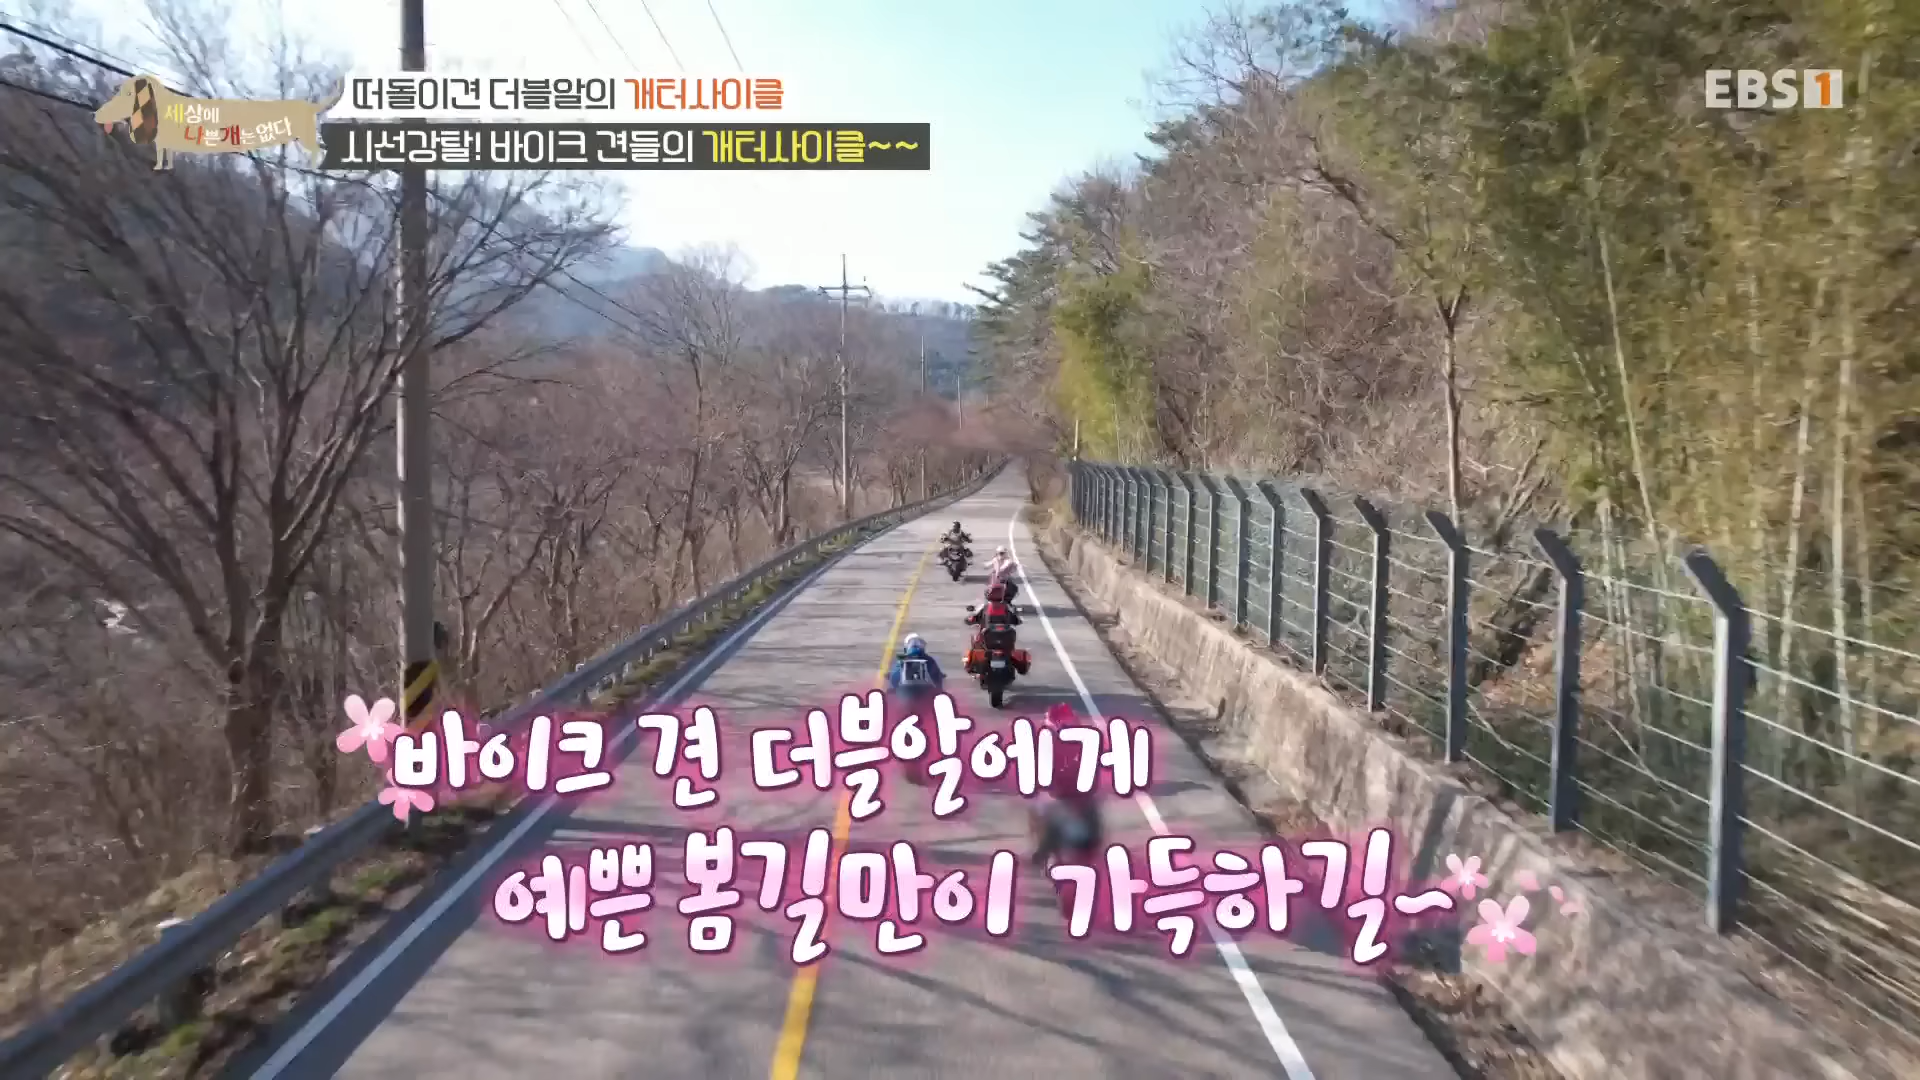 떠돌이견 더블알의 개터사이클
세상에
나쁜개는없다
시선강탈! 바이크 견들의 개터사이클~~
EBS1
바이크 견 더블알에게
예쁜 봄길만이 가득하길~